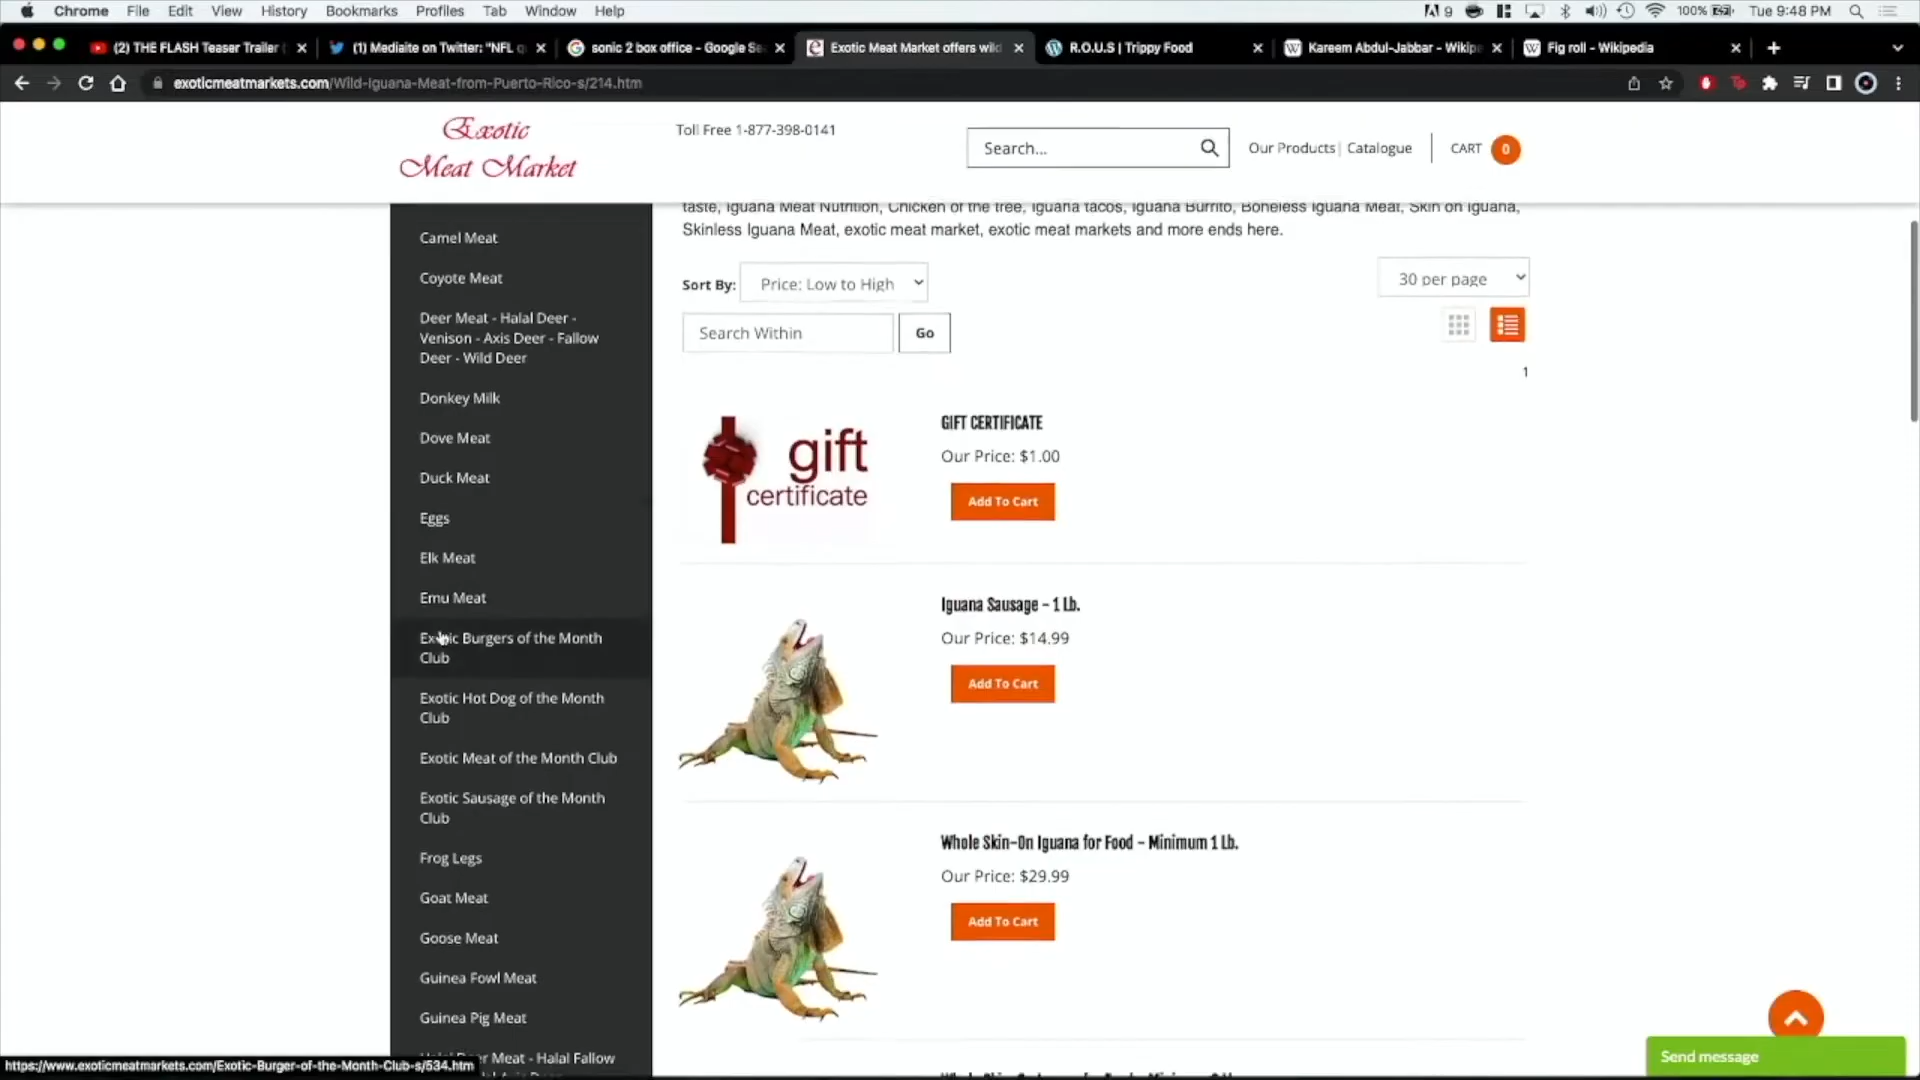 Chrome File Edit View History Bookmarks Profiles Tab Window Help
9 100% Tue 9:48 PM
(2) THE FLASH Teaser Trailer (1) Mediaite on Twitter: "NFL sonic 2 box office - Google Se Exotic Meat Market offers wild R.O.U.S | Trippy Food Kareem Abdul-Jabbar - Wikipe Fig roll - Wikipedia
exoticmeatmarkets.com/Wild-Iguana-Meat-from-Puerto-Rico-s/214.htm
Exotic
Meat Market
Toll Free 1-877-398-0141
Search...
Our Products | Catalogue
CART 0
Camel Meat
Coyote Meat
Deer Meat - Halal Deer -
Venison - Axis Deer - Fallow
Deer - Wild Deer
Donkey Milk
Dove Meat
Duck Meat
Eggs
Elk Meat
Emu Meat
Exotic Burgers of the Month
Club
Exotic Hot Dog of the Month
Club
Exotic Meat of the Month Club
Exotic Sausage of the Month
Club
Frog Legs
Goat Meat
Goose Meat
Guinea Fowl Meat
Guinea Pig Meat
Meat - Halal Fallow
taste, Iguana Meat Nutrition, Chicken of the tree, Iguana tacos, Iguana Burrito, Boneless Iguana Meat, Skin on Iguana,
Skinless Iguana Meat, exotic meat market, exotic meat markets and more ends here.
Sort By: Price: Low to High
30 per page
Search Within Go
1
gift
certificate
GIFT CERTIFICATE
Our Price: $1.00
Add To Cart
Iguana Sausage - 1 Lb.
Our Price: $14.99
Add To Cart
Whole Skin-On Iguana for Food - Minimum 1 Lb.
Our Price: $29.99
Add To Cart
Send message
https://www.exoticmeatmarkets.com/Exotic-Burger-of-the-Month-Club-s/534.htm